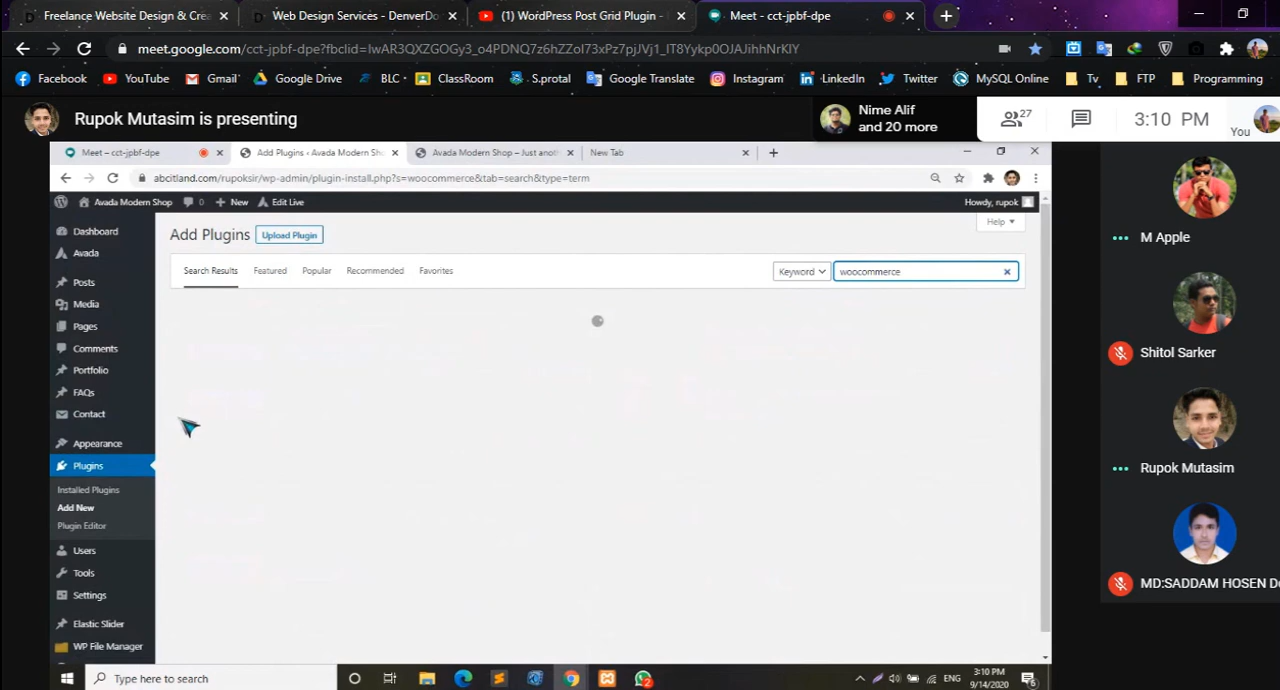 Freelance Website Design & Crea
Web Design Services - DenverDo
(1) WordPress Post Grid Plugin -
Meet - cct-jpbf-dpe
meet.google.com/cct-jpbf-dpe?fbclid=IwAR3QXZGOGy3_o4PDNQ7z6hZZoI73xPz7pjJVj1_IT8Yykp0OJAJihhNrKIY
Facebook
YouTube
Gmail
Google Drive
BLC
ClassRoom
S.protal
Google Translate
Instagram
LinkedIn
Twitter
MySQL Online
Tv
FTP
Programming
Rupok Mutasim is presenting
Nime Alif
and 20 more
27
3:10 PM
You
Meet – cct-jpbf-dpe
Add Plugins ‹ Avada Modern Sho
Avada Modern Shop – Just anoth
New Tab
abcitland.com/rupoksir/wp-admin/plugin-install.php?s=woocommerce&tab=search&type=term
Avada Modern Shop
0
New
Edit Live
Howdy, rupok
Dashboard
Avada
Posts
Media
Pages
Comments
Portfolio
FAQs
Contact
Appearance
Plugins
Installed Plugins
Add New
Plugin Editor
Users
Tools
Settings
Elastic Slider
WP File Manager
Add Plugins
Upload Plugin
Help
Search Results
Featured
Popular
Recommended
Favorites
Keyword
woocommerce
M Apple
Shitol Sarker
Rupok Mutasim
MD:SADDAM HOSEN D
Type here to search
2
ENG
3:10 PM
9/14/2020